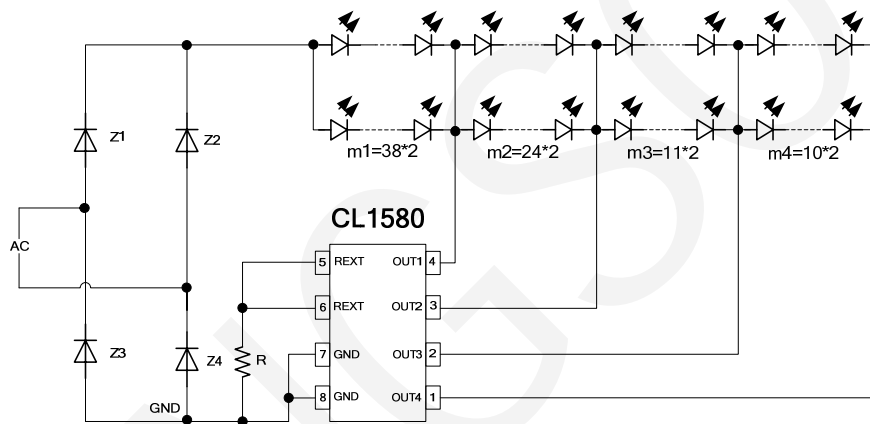 Z1
Z2
m1=38*2
m2=24*2
m3=11*2
m4=10*2
CL1580
AC
5
REXT
OUT1
4
6
REXT
OUT2
3
Z3
Z4
R
7
GND
OUT3
2
GND
8
GND
OUT4
1